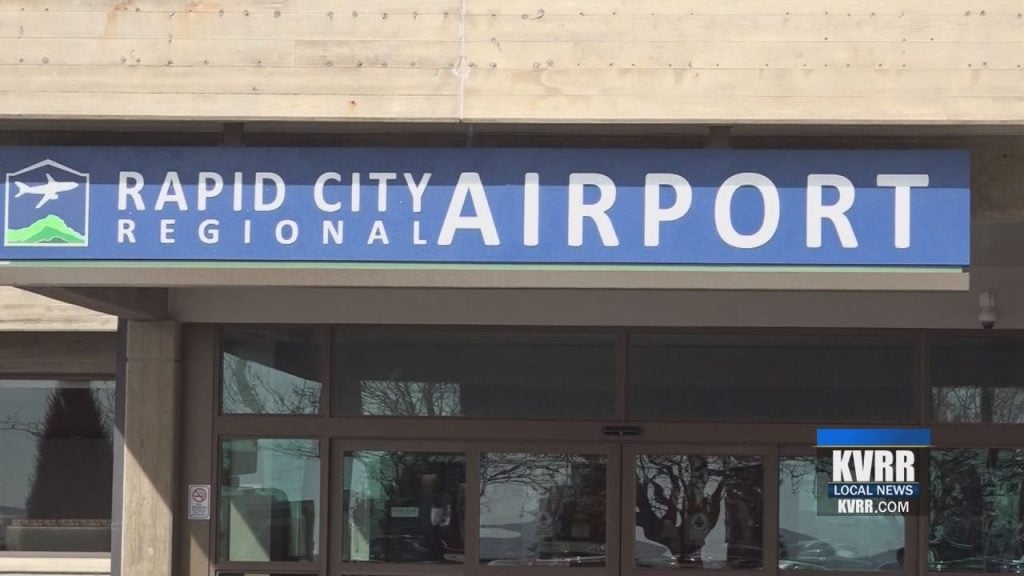 RAPID CITY
REGIONAL
AIRPORT
KVRR
LOCAL NEWS
KVRR.COM